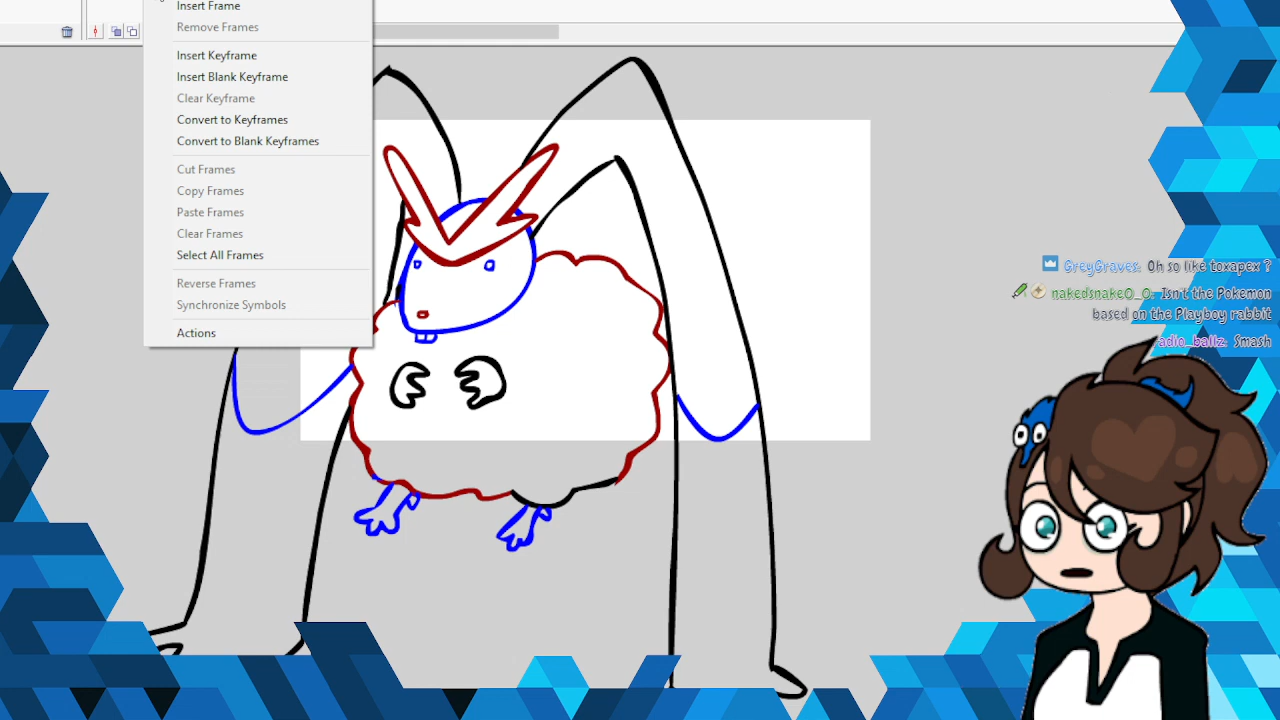 Insert Frame
Remove Frames
Insert Keyframe
Insert Blank Keyframe
Clear Keyframe
Convert to Keyframes
Convert to Blank Keyframes
Cut Frames
Copy Frames
Paste Frames
Clear Frames
Select All Frames
Reverse Frames
Synchronize Symbols
Actions
GreyGraves: Oh so like toxapex ?
nakedsnake0_0: Isn't the Pokemon
based on the Playboy rabbit
adio_ballz: Smash